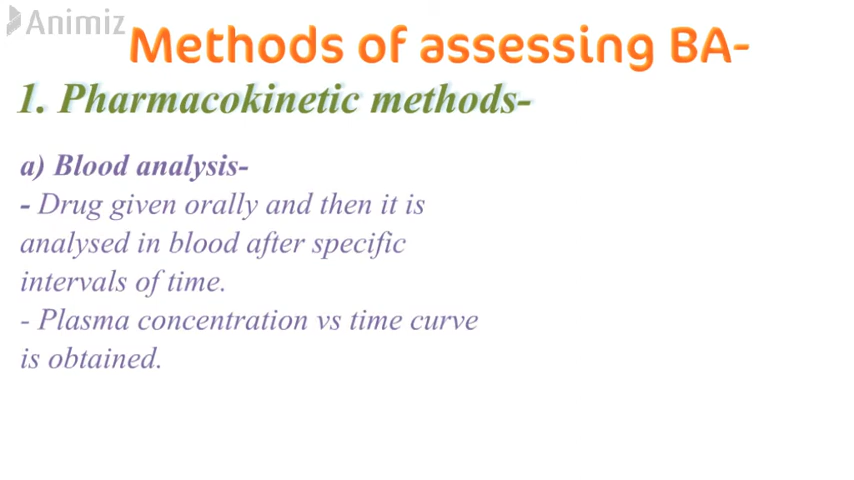 Animiz
Methods of assessing BA-
1. Pharmacokinetic methods-
a) Blood analysis-
- Drug given orally and then it is
analysed in blood after specific
intervals of time.
- Plasma concentration vs time curve
is obtained.